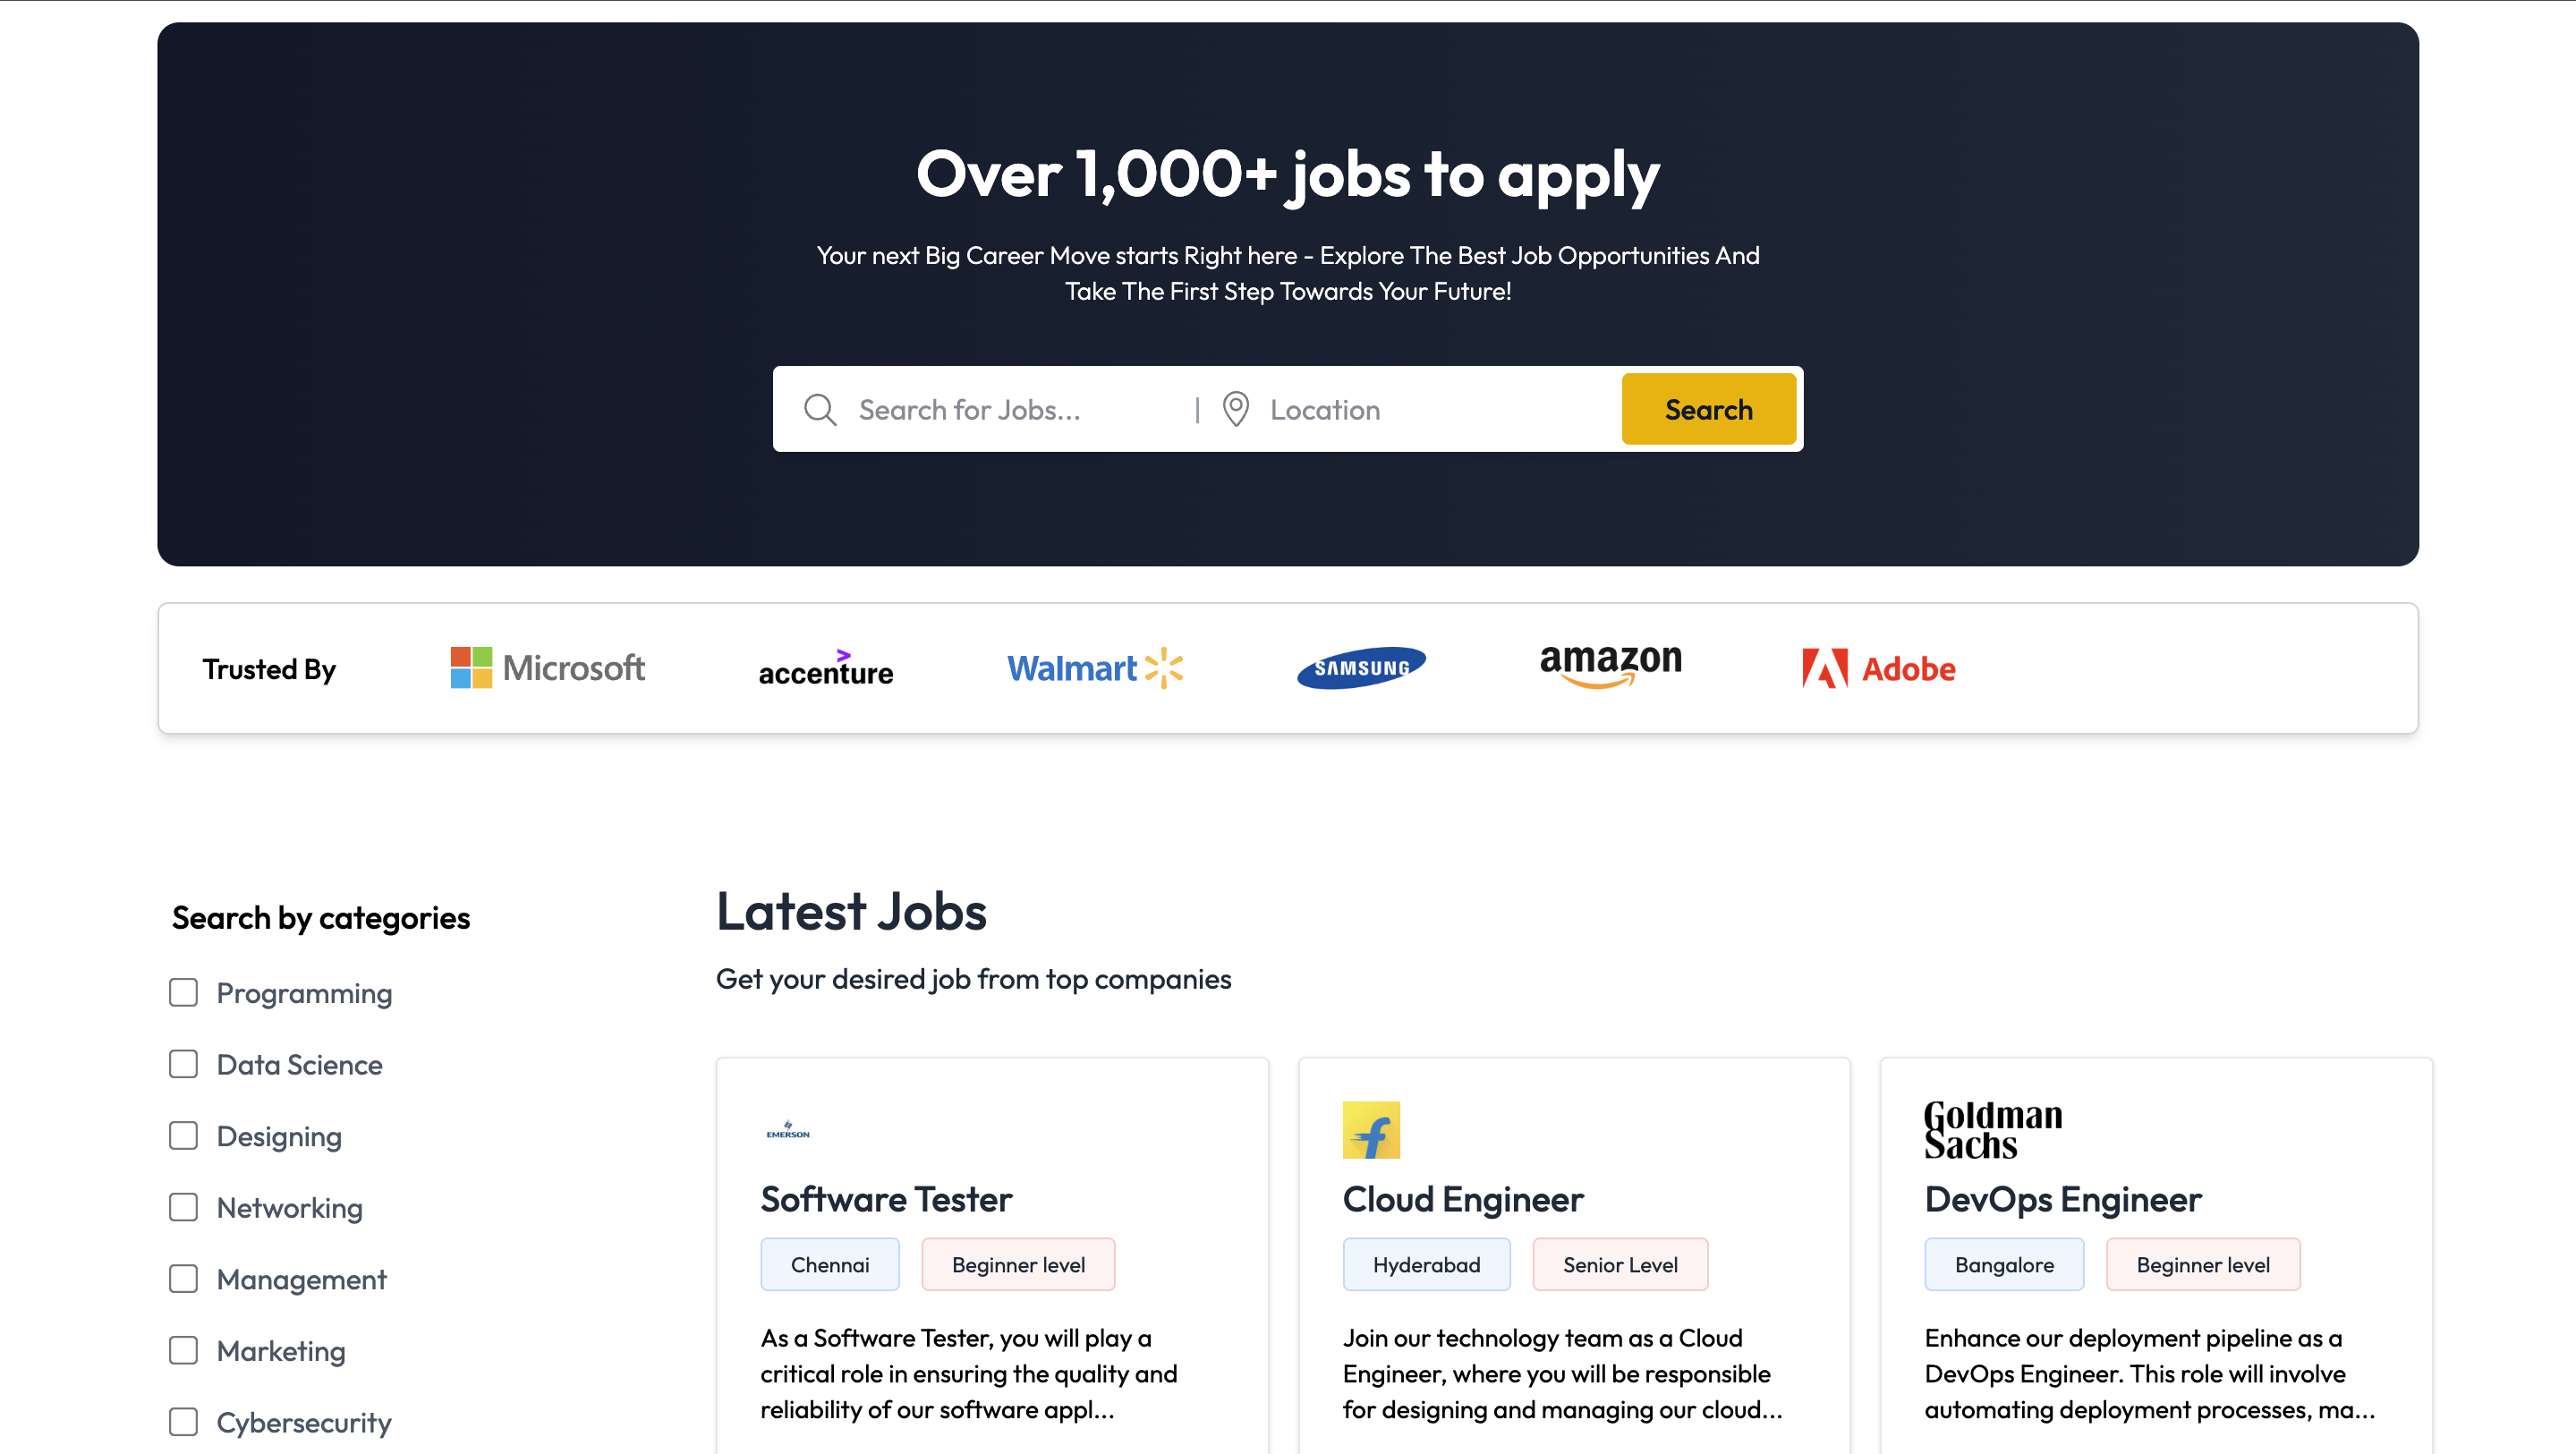 Over 1,000+ jobs to apply
Your next Big Career Move starts Right here - Explore The Best Job Opportunities And
Take The First Step Towards Your Future!
Search for Jobs... | Location Search
Trusted By Microsoft accenture Walmart SAMSUNG amazon Adobe
Search by categories
Programming
Data Science
Designing
Networking
Management
Marketing
Cybersecurity
Latest Jobs
Get your desired job from top companies
EMERSON
Software Tester
Chennai Beginner level
As a Software Tester, you will play a
critical role in ensuring the quality and
reliability of our software appl...
f
Cloud Engineer
Hyderabad Senior Level
Join our technology team as a Cloud
Engineer, where you will be responsible
for designing and managing our cloud...
Goldman
Sachs
DevOps Engineer
Bangalore Beginner level
Enhance our deployment pipeline as a
DevOps Engineer. This role will involve
automating deployment processes, ma...